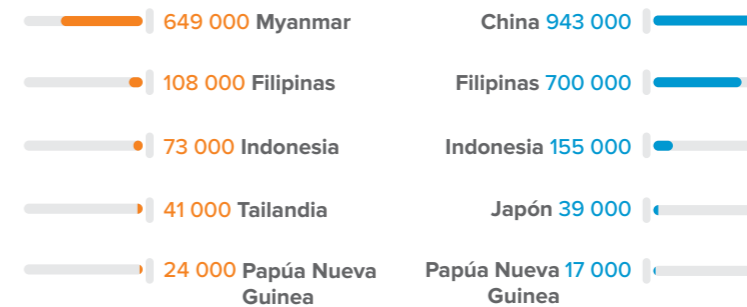 649 000 Myanmar
108 000 Filipinas
73 000 Indonesia
41 000 Tailandia
24 000 Papúa Nueva
Guinea
China 943 000
Filipinas 700 000
Indonesia 155 000
Japón 39 000
Papúa Nueva 17 000
Guinea